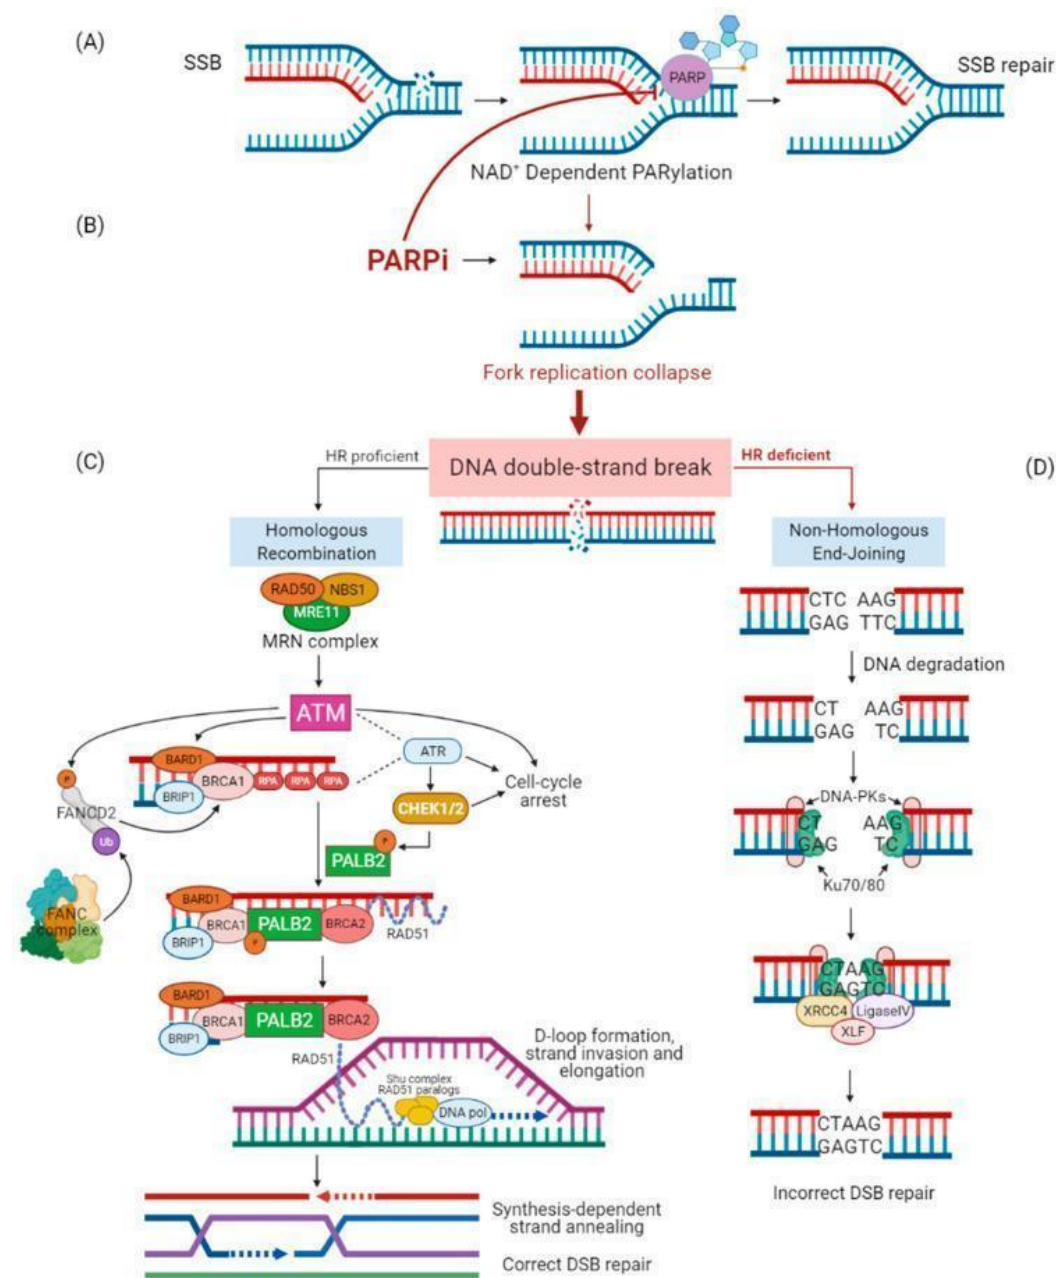 (A)
SSB
PARP
SSB repair
NAD⁺ Dependent PARylation
(B)
PARPi
Fork replication collapse
(C)
HR proficient
DNA double-strand break
HR deficient
(D)
Homologous
Recombination
RAD50
NBS1
MRE11
MRN complex
ATM
BARD1
BRCA1
RPA
RPA
RPA
BRIP1
ATR
CHEK1/2
Cell-cycle
arrest
P
FANCD2
Ub
FANC
complex
P
PALB2
BARD1
BRCA1
PALB2
BRCA2
BRIP1
P
RAD51
BARD1
BRCA1
PALB2
BRCA2
BRIP1
RAD51
D-loop formation,
strand invasion and
elongation
Shu complex
RAD51 paralogs
DNA pol
Synthesis-dependent
strand annealing
Correct DSB repair
Non-Homologous
End-Joining
CTC AAG
GAG TTC
DNA degradation
CT AAG
GAG TC
DNA-PKs
CT AAG
GAG TC
Ku70/80
CTAAG
GAGTC
XRCC4
LigaseIV
XLF
CTAAG
GAGTC
Incorrect DSB repair